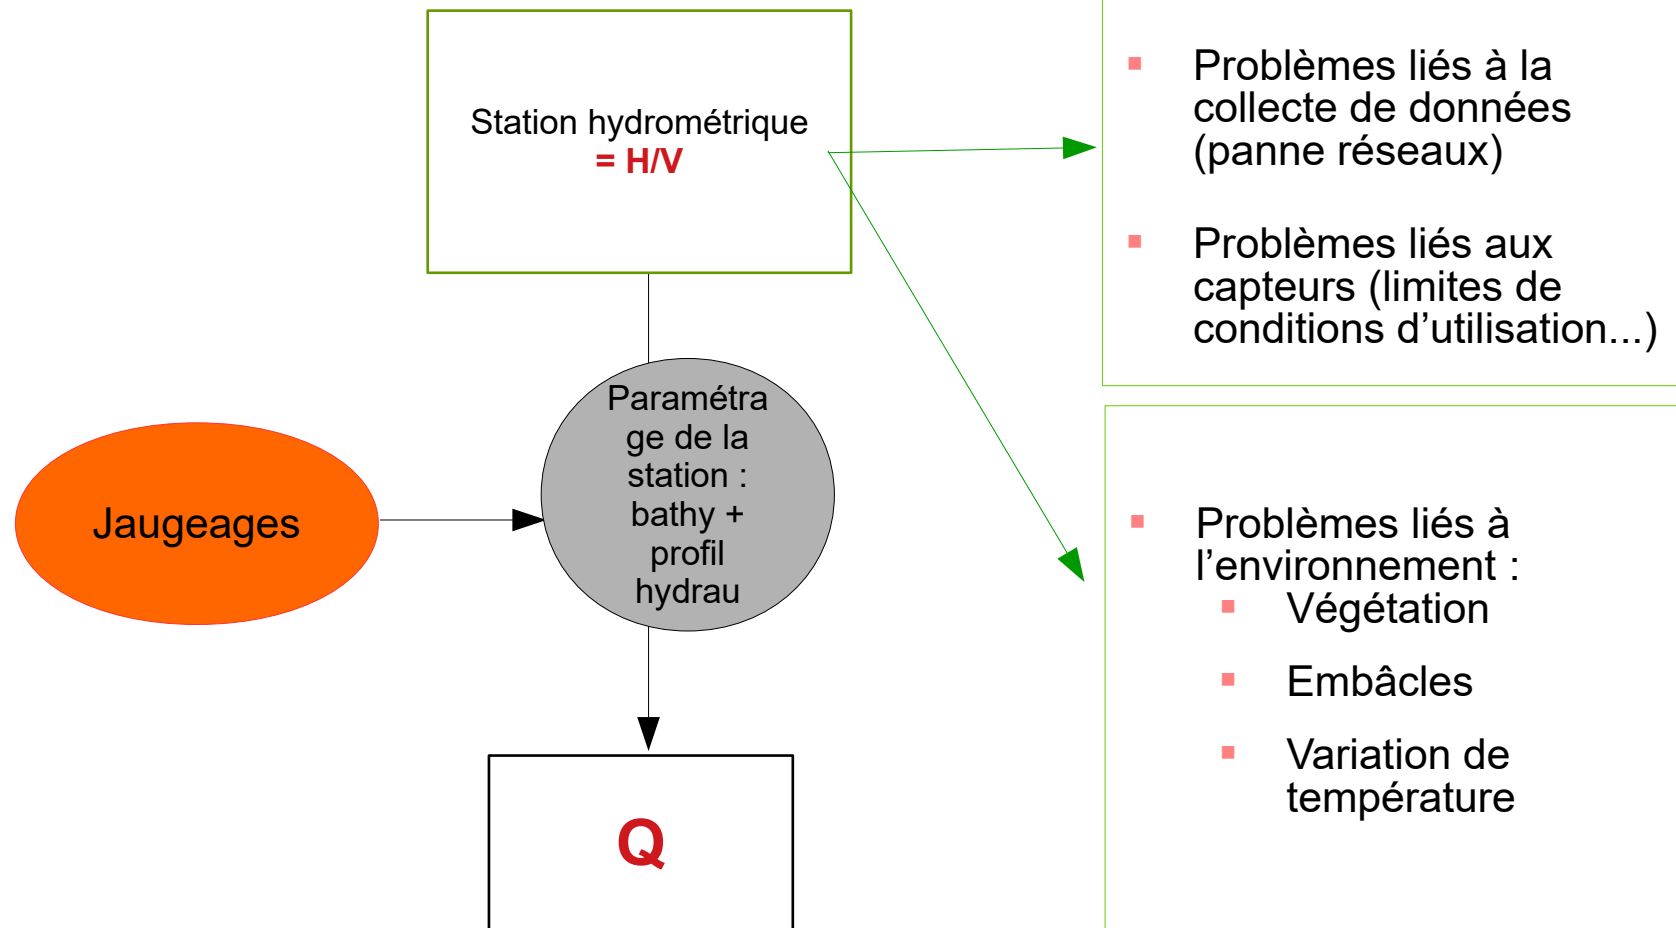 Station hydrométrique
= H/V
Problèmes liés à la
collecte de données
(panne réseaux)
Problèmes liés aux
capteurs (limites de
conditions d’utilisation...)
Jaugeages
Paramétra
ge de la
station :
bathy +
profil
hydrau
Q
Problèmes liés à
l’environnement :
Végétation
Embâcles
Variation de
température